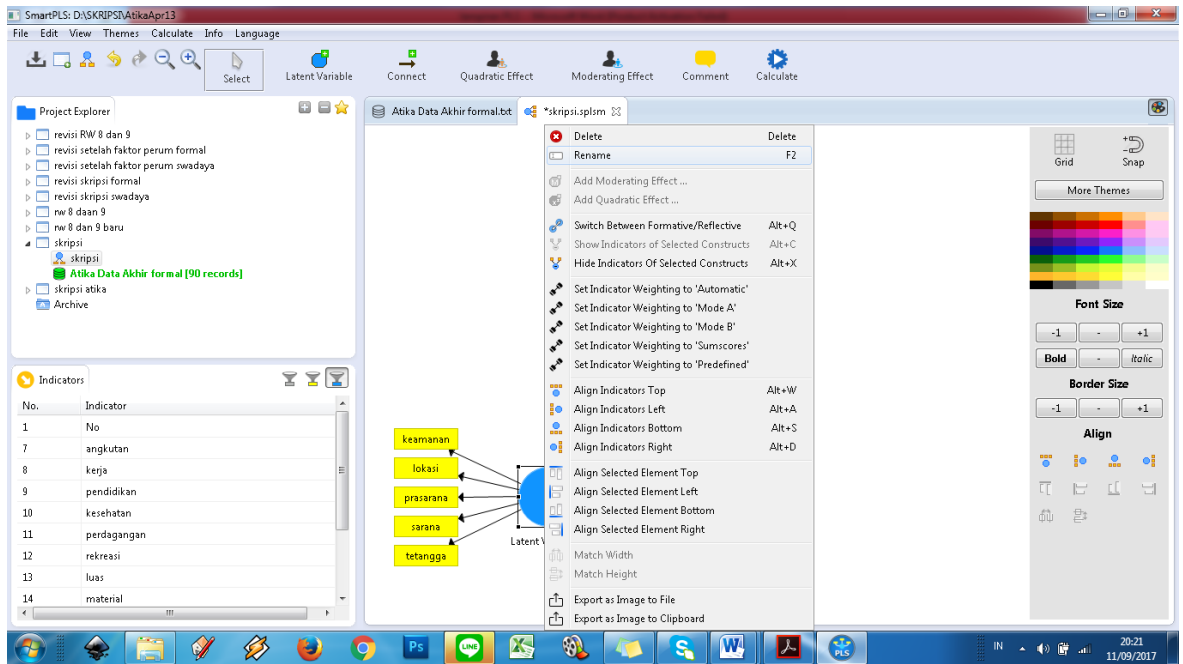 SmartPLS: D:\SKRIPSI\AtikaApr13
File Edit View Themes Calculate Info Language
Select
Latent Variable
Connect
Quadratic Effect
Moderating Effect
Comment
Calculate
Project Explorer
revisi RW 8 dan 9
revisi setelah faktor perum formal
revisi setelah faktor perum swadaya
revisi skripsi formal
revisi skripsi swadaya
rw 8 daan 9
rw 8 dan 9 baru
skripsi
skripsi
Atika Data Akhir formal [90 records]
skripsi atika
Archive
Indicators
No. Indicator
1 No
7 angkutan
8 kerja
9 pendidikan
10 kesehatan
11 perdagangan
12 rekreasi
13 luas
14 material
Atika Data Akhir formal.txt
*skripsi.splsm
keamanan
lokasi
prasarana
sarana
tetangga
Latent V
Delete Delete
Rename F2
Add Moderating Effect ...
Add Quadratic Effect ...
Switch Between Formative/Reflective Alt+Q
Show Indicators of Selected Constructs Alt+C
Hide Indicators Of Selected Constructs Alt+X
Set Indicator Weighting to 'Automatic'
Set Indicator Weighting to 'Mode A'
Set Indicator Weighting to 'Mode B'
Set Indicator Weighting to 'Sumscores'
Set Indicator Weighting to 'Predefined'
Align Indicators Top Alt+W
Align Indicators Left Alt+A
Align Indicators Bottom Alt+S
Align Indicators Right Alt+D
Align Selected Element Top
Align Selected Element Left
Align Selected Element Bottom
Align Selected Element Right
Match Width
Match Height
Export as Image to File
Export as Image to Clipboard
Grid
Snap
More Themes
Font Size
-1 - +1
Bold - Italic
Border Size
-1 - +1
Align
Ps
LINE
PLS
IN
20:21
11/09/2017